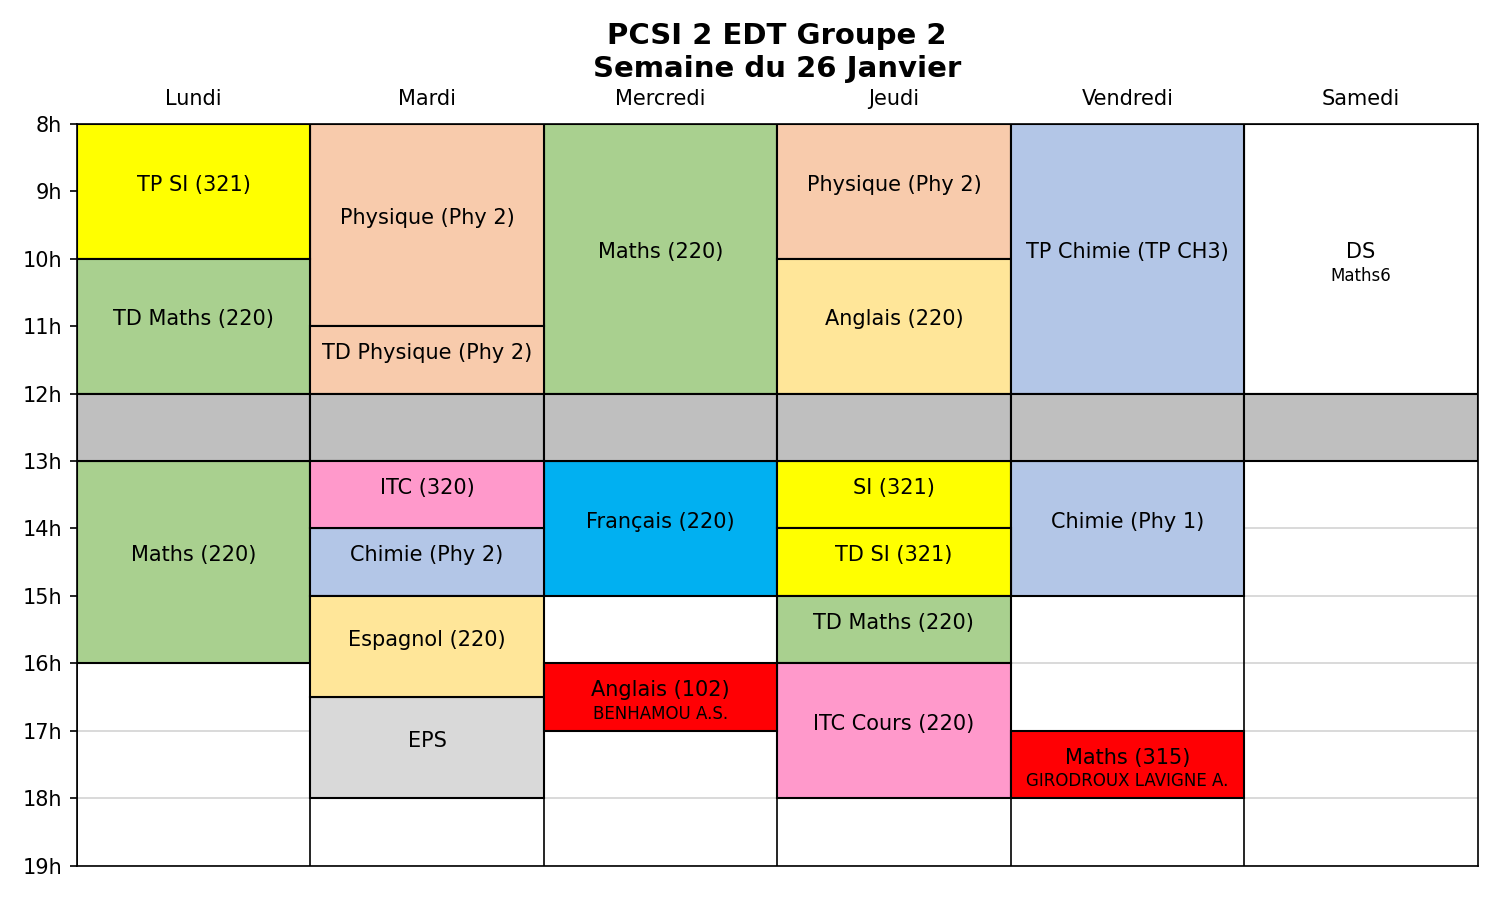 PCSI 2 EDT Groupe 2
Semaine du 26 Janvier
Lundi Mardi Mercredi Jeudi Vendredi Samedi
8h
9h
10h
11h
12h
13h
14h
15h
16h
17h
18h
19h
TP SI (321)
TD Maths (220)
Maths (220)
Physique (Phy 2)
TD Physique (Phy 2)
ITC (320)
Chimie (Phy 2)
Espagnol (220)
EPS
Maths (220)
Français (220)
Anglais (102)
BENHAMOU A.S.
Physique (Phy 2)
Anglais (220)
SI (321)
TD SI (321)
TD Maths (220)
ITC Cours (220)
TP Chimie (TP CH3)
Chimie (Phy 1)
Maths (315)
GIRODROUX LAVIGNE A.
DS
Maths6